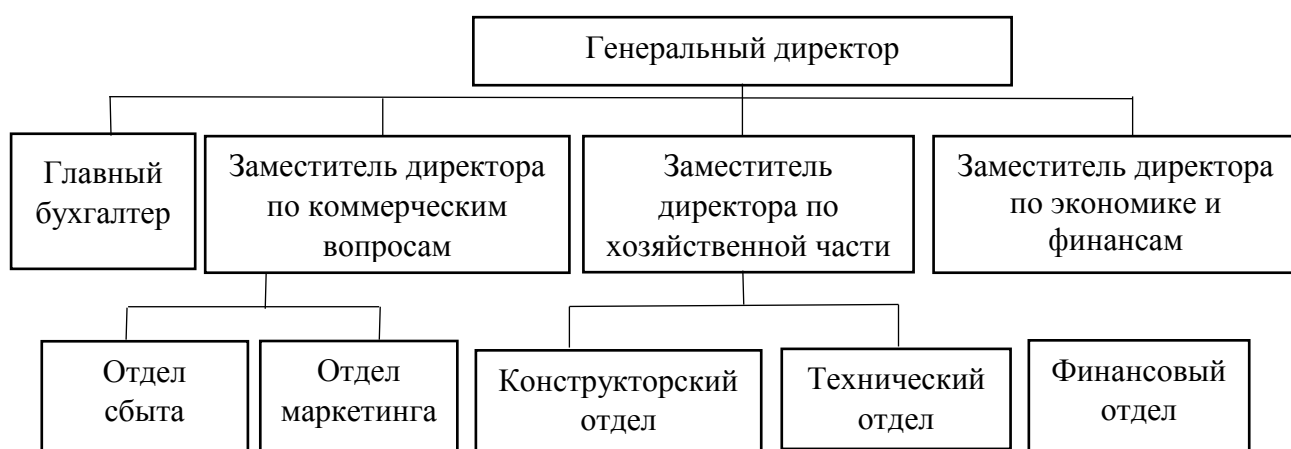 Генеральный директор
Главный
бухгалтер
Заместитель директора
по коммерческим
вопросам
Заместитель
директора по
хозяйственной части
Заместитель директора
по экономике и
финансам
Отдел
сбыта
Отдел
маркетинга
Конструкторский
отдел
Технический
отдел
Финансовый
отдел